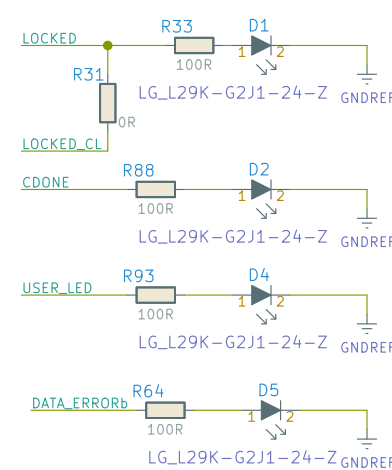 LOCKED
R33
D1
1
2
100R
LG_L29K-G2J1-24-Z
GNDREF
R31
0R
LOCKED_CL
CDONE
R88
D2
1
2
100R
LG_L29K-G2J1-24-Z
GNDREF
USER_LED
R93
D4
1
2
100R
LG_L29K-G2J1-24-Z
GNDREF
DATA_ERRORb
R64
D5
1
2
100R
LG_L29K-G2J1-24-Z
GNDREF